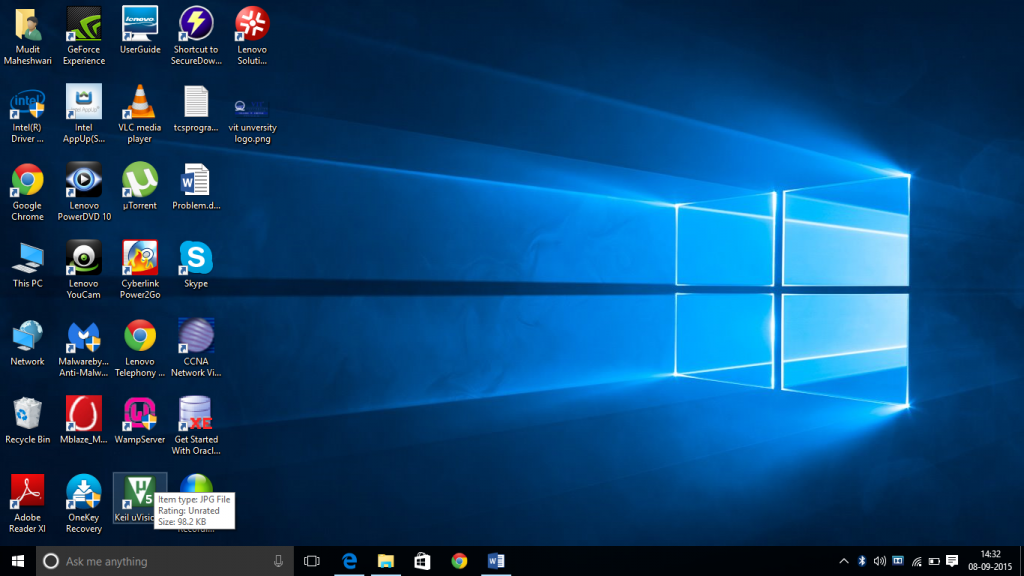 Mudit
Maheshwari
GeForce
Experience
lenovo
UserGuide
Shortcut to
SecureDow...
Lenovo
Soluti...
intel
Intel(R)
Driver ...
Intel
AppUp(S...
VLC media
player
tcsprogra...
vit unversity
logo.png
Google
Chrome
Lenovo
PowerDVD 10
µTorrent
W
Problem.d...
This PC
Lenovo
YouCam
Cyberlink
Power2Go
S
Skype
Network
Malwareby...
Anti-Malw...
Lenovo
Telephony ...
CCNA
Network Vi...
Recycle Bin
Mblaze_M...
WampServer
XE
Get Started
With Oracl...
Adobe
Reader XI
OneKey
Recovery
5
Keil uVisio
Item type: JPG File
Rating: Unrated
Size: 98.2 KB
Ask me anything
W
14:32
08-09-2015